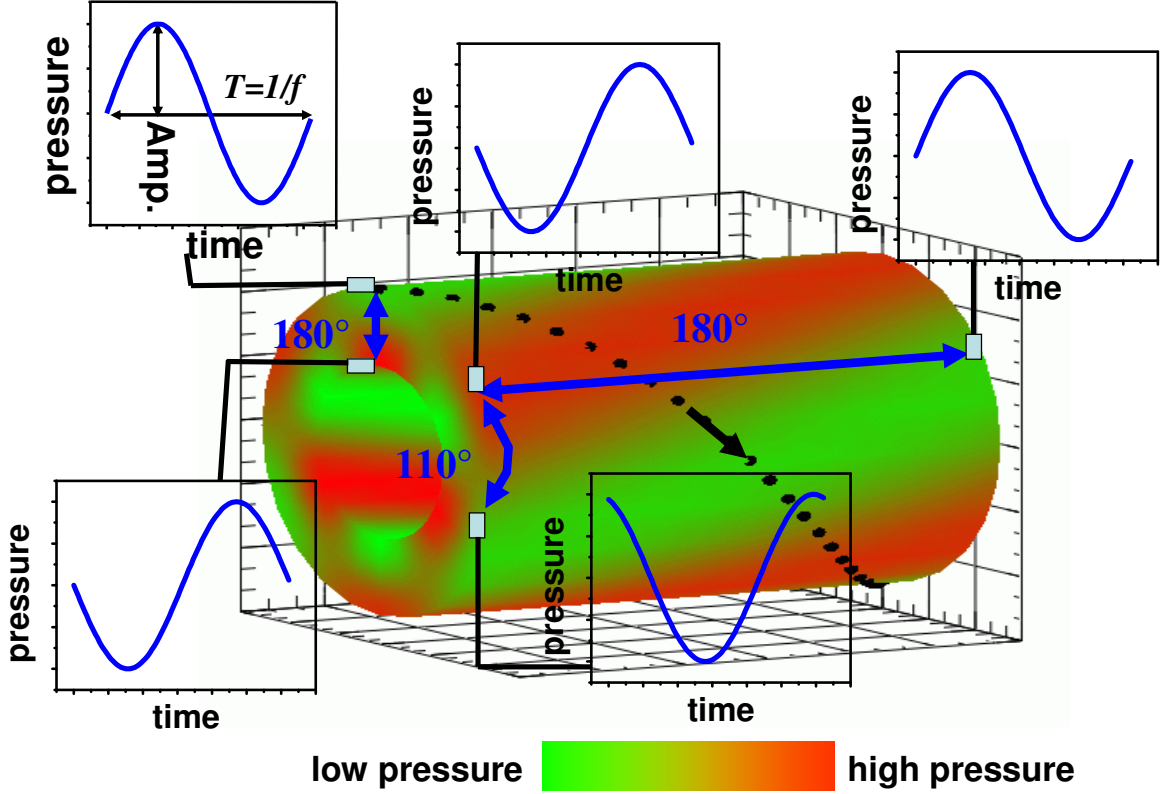 pressure
T=1/f
Amp.
time
pressure
time
pressure
time
180°
180°
110°
pressure
time
pressure
time
low pressure
high pressure